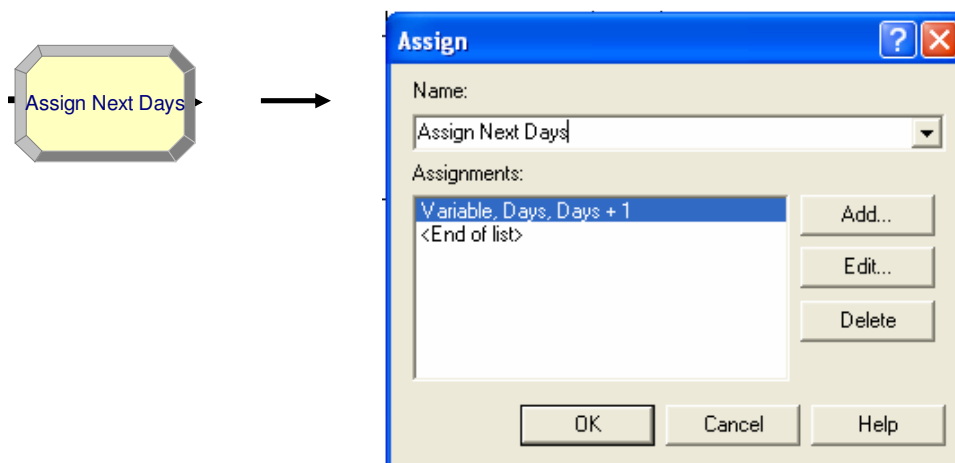 Assign Next Days
Assign
?
Name:
Assign Next Days
Assignments:
Variable, Days, Days + 1
<End of list>
Add...
Edit...
Delete
OK
Cancel
Help